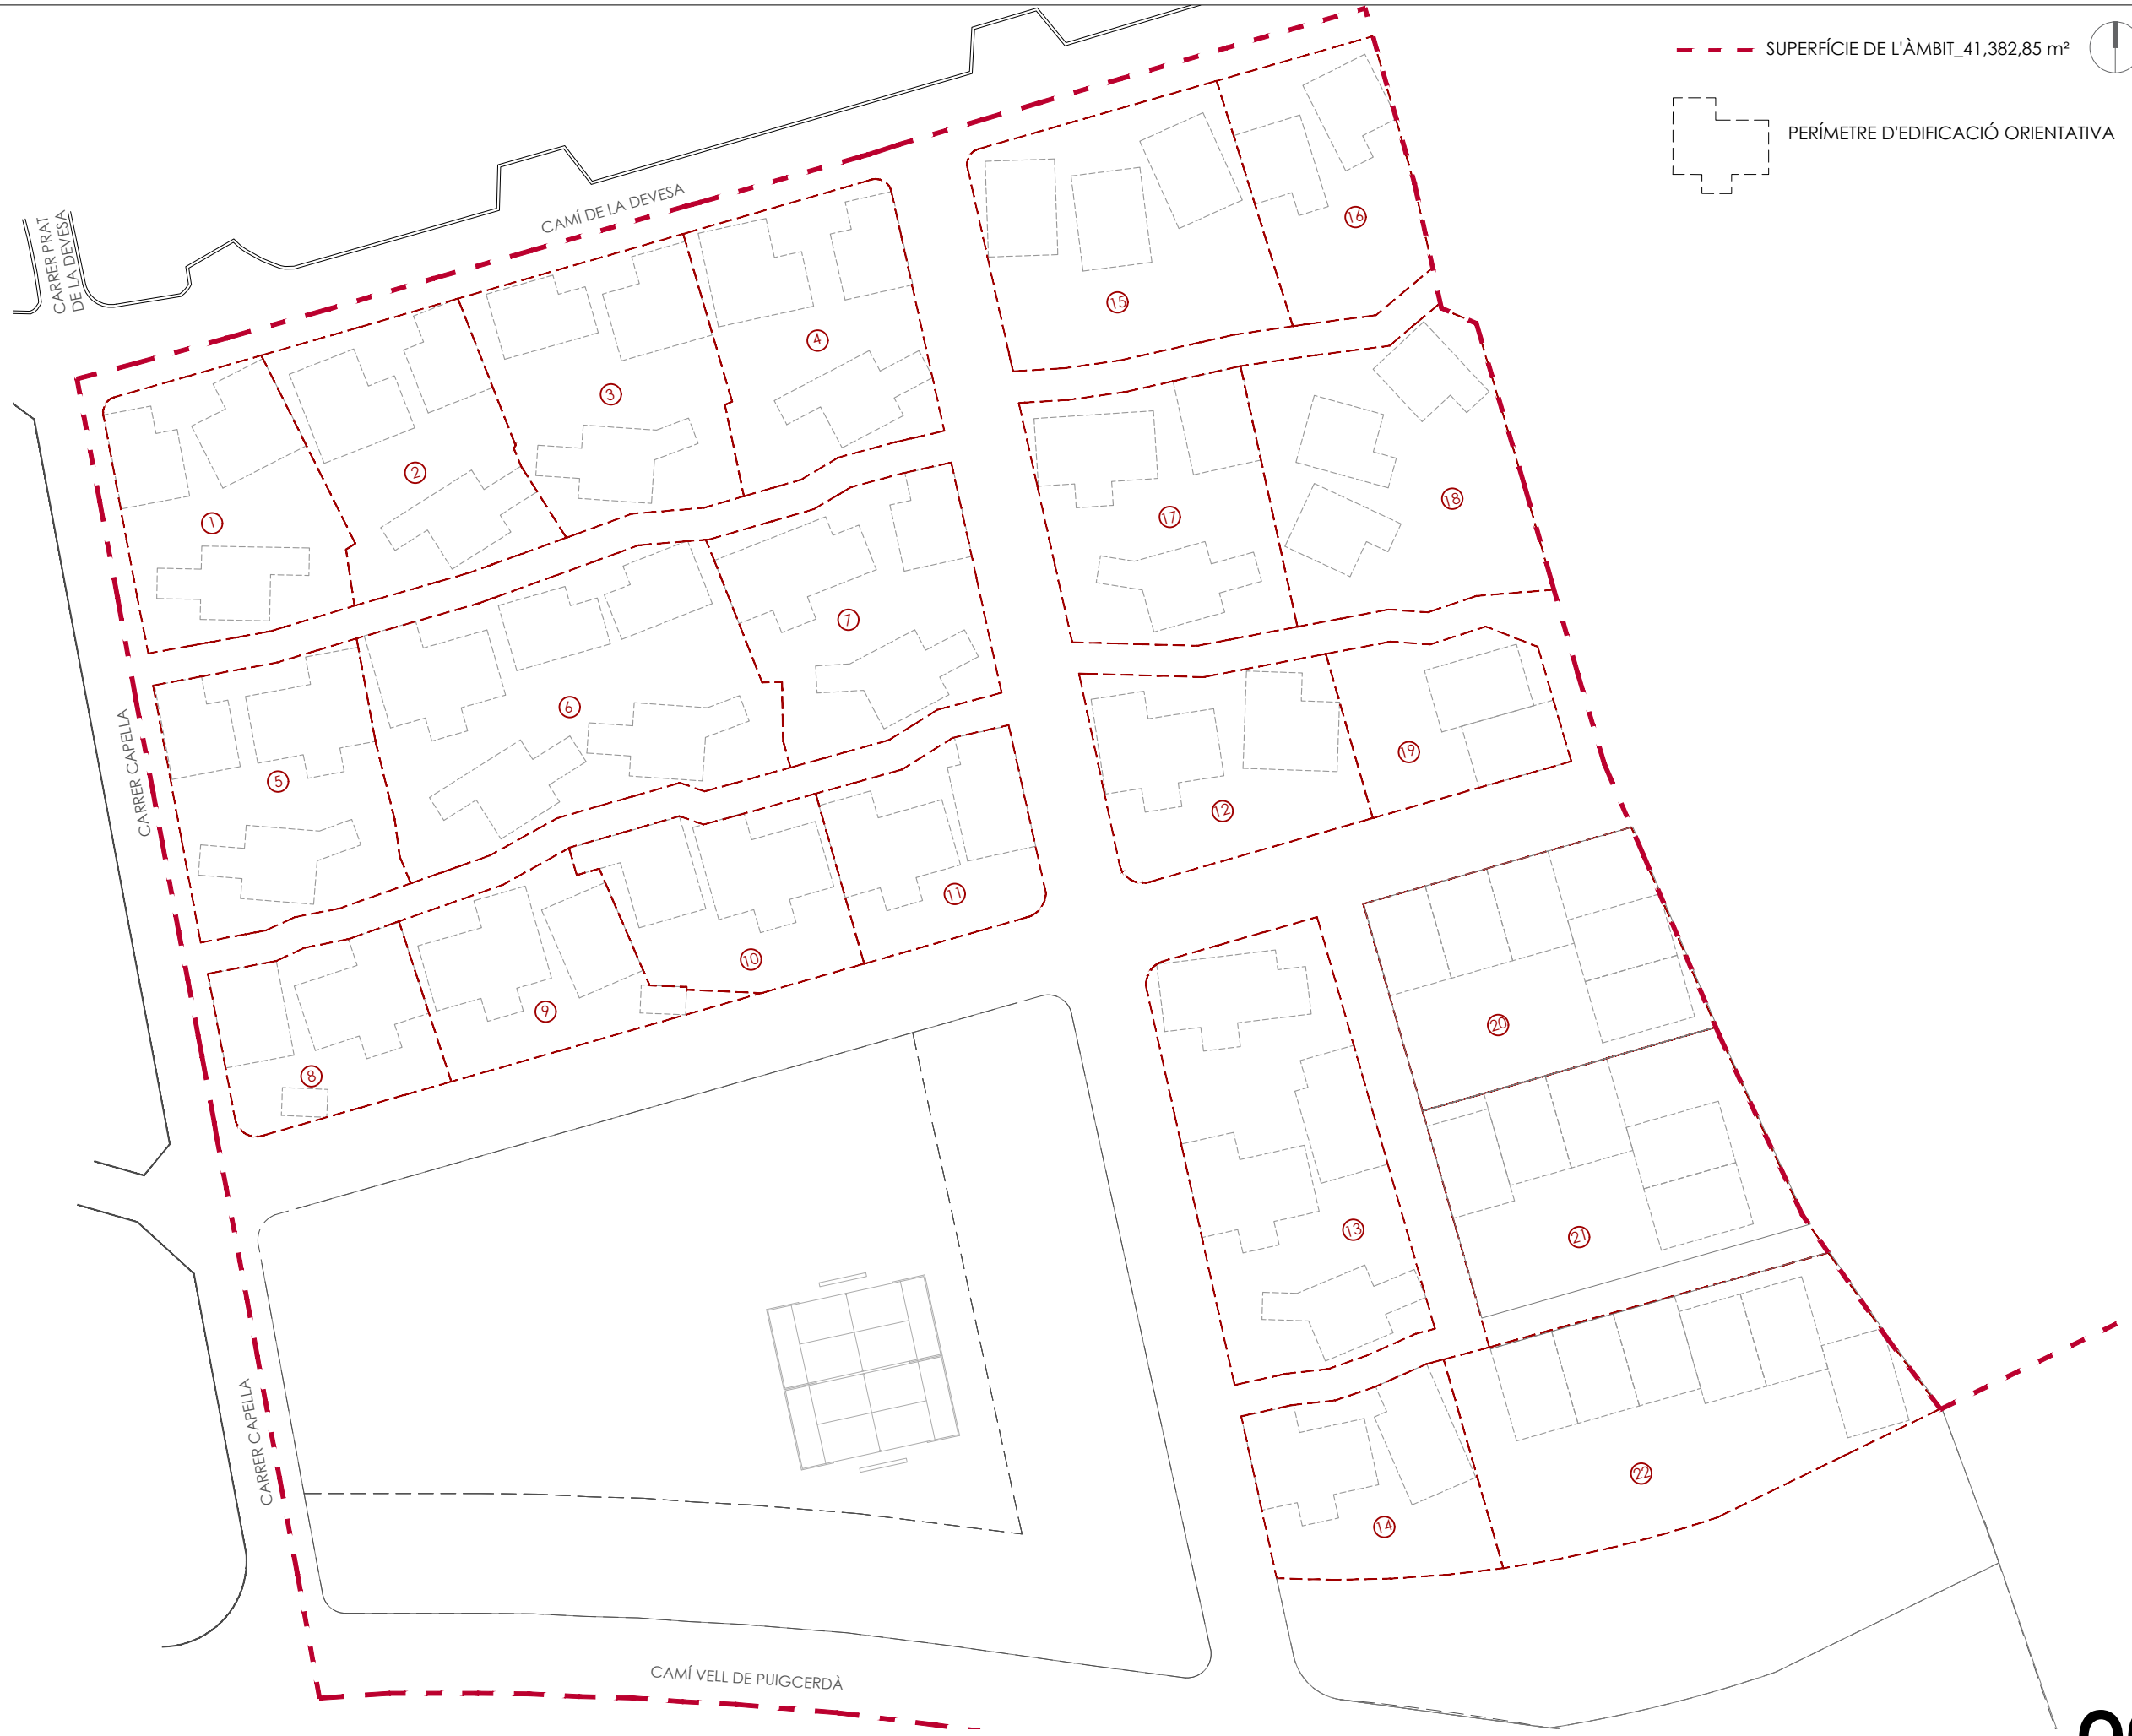 SUPERFÍCIE DE L'ÀMBIT_41,382,85 m²
PERÍMETRE D'EDIFICACIÓ ORIENTATIVA
CARRER PRAT
DE LA DEVESA
CAMÍ DE LA DEVESA
16
15
4
3
2
1
18
17
7
6
5
CARRER CAPELLA
19
12
11
10
9
8
20
21
13
22
14
CARRER CAPELLA
CAMÍ VELL DE PUIGCERDÀ